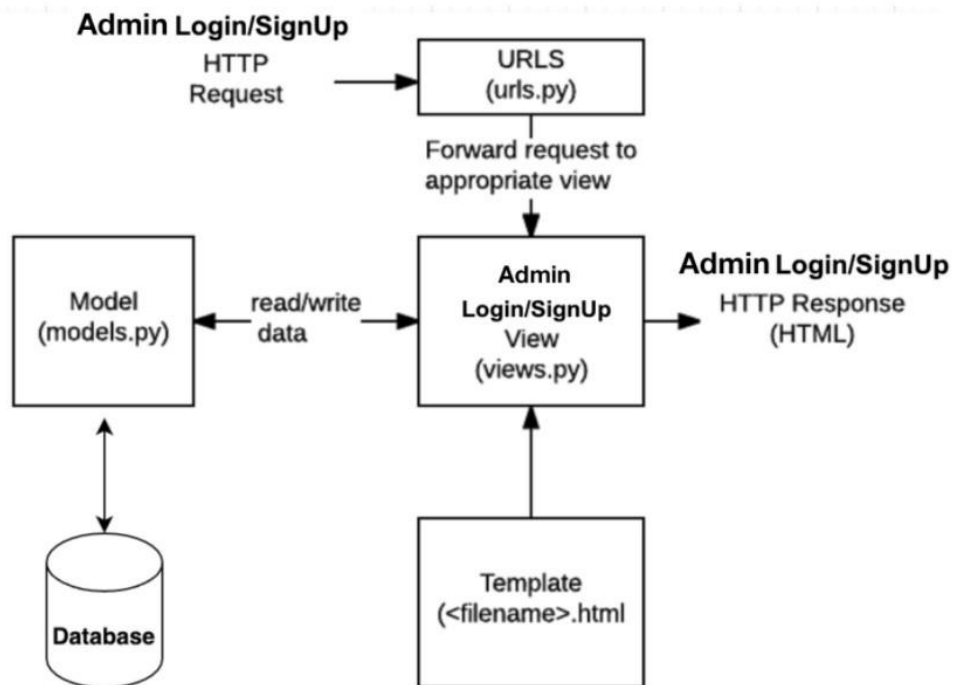 Admin Login/SignUp
HTTP
Request
URLS
(urls.py)
Forward request to
appropriate view
Model
(models.py)
read/write
data
Admin
Login/SignUp
View
(views.py)
Admin Login/SignUp
HTTP Response
(HTML)
Database
Template
(<filename>.html